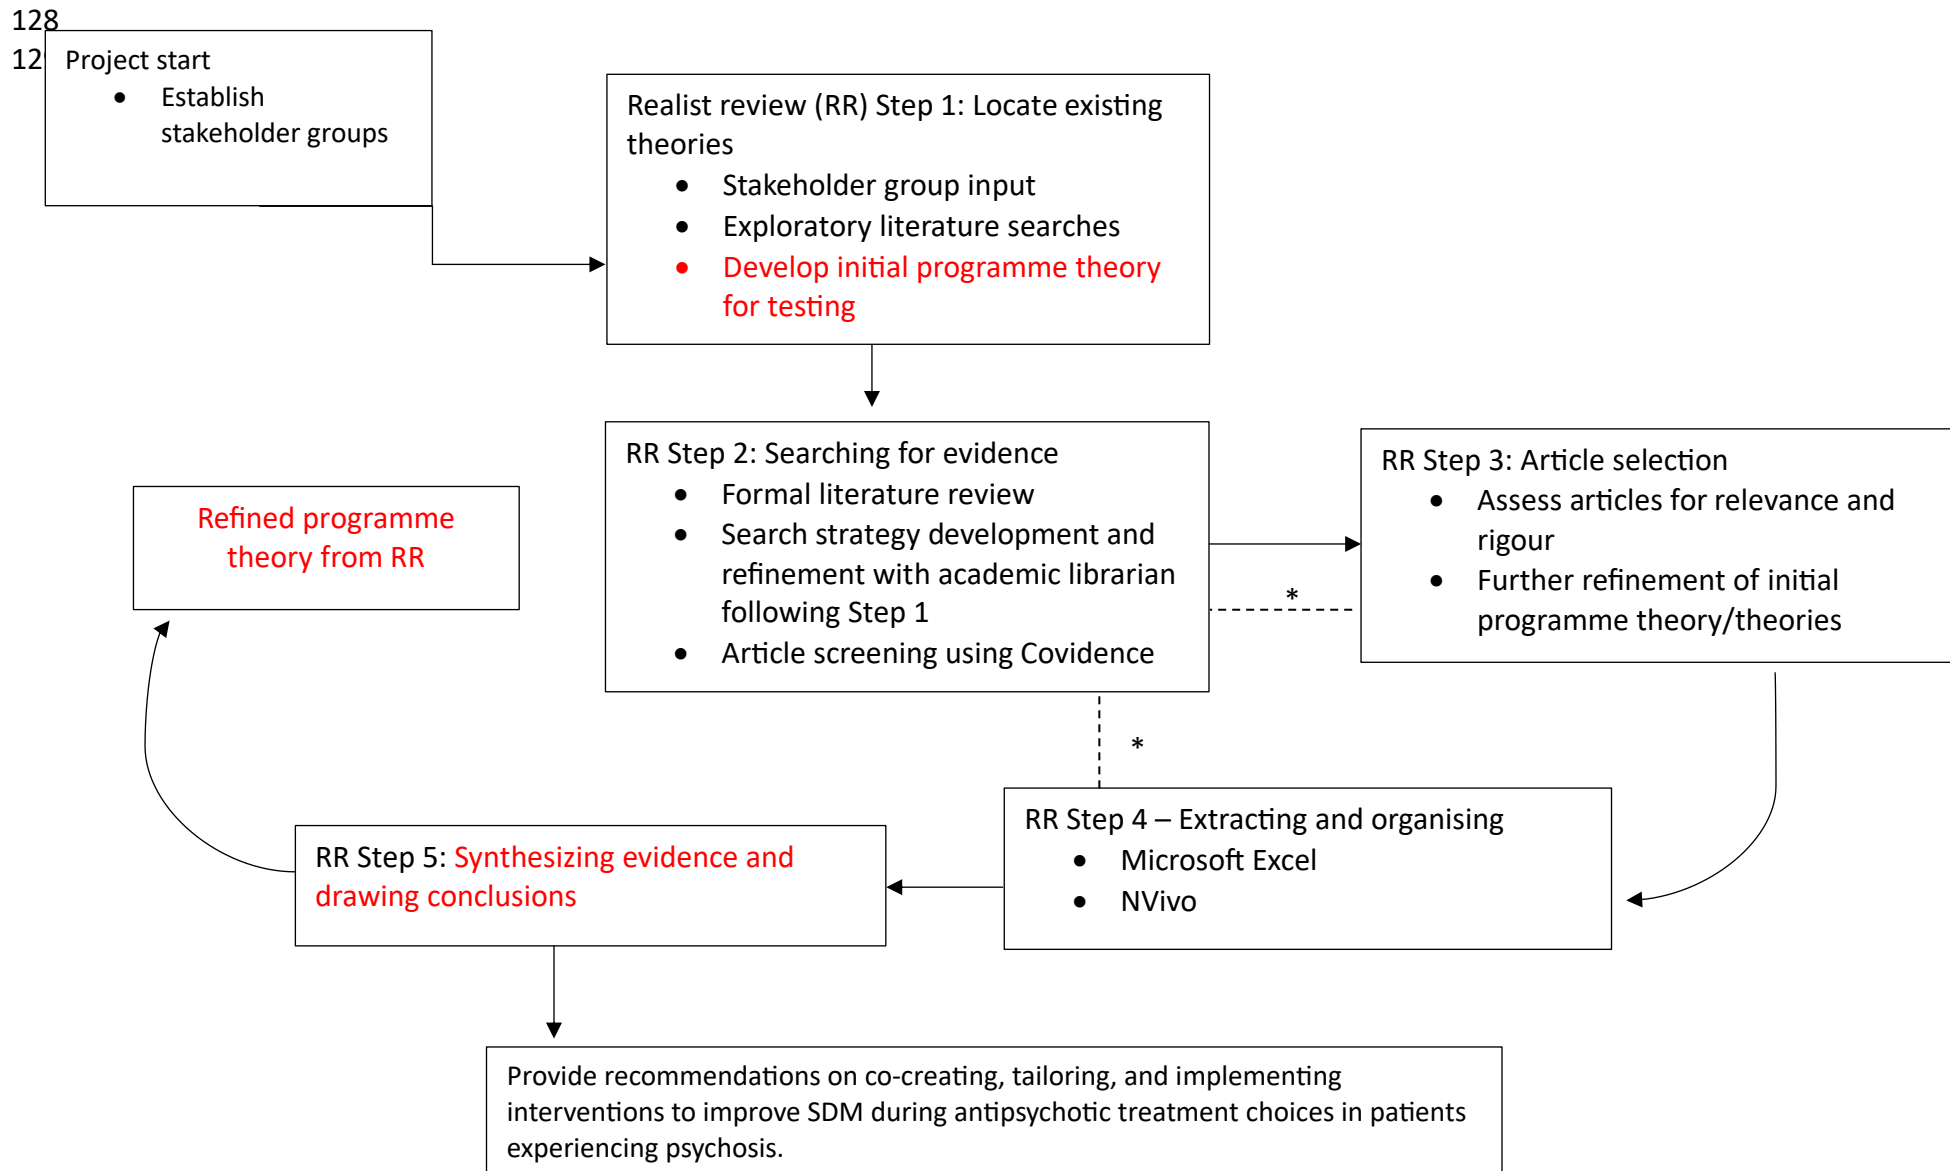 128
129
Project start
• Establish
stakeholder groups
Realist review (RR) Step 1: Locate existing
theories
• Stakeholder group input
• Exploratory literature searches
• Develop initial programme theory
for testing
RR Step 2: Searching for evidence
• Formal literature review
• Search strategy development and
refinement with academic librarian
following Step 1
• Article screening using Covidence
*
RR Step 3: Article selection
• Assess articles for relevance and
rigour
• Further refinement of initial
programme theory/theories
Refined programme
theory from RR
*
RR Step 4 – Extracting and organising
• Microsoft Excel
• NVivo
RR Step 5: Synthesizing evidence and
drawing conclusions
Provide recommendations on co-creating, tailoring, and implementing
interventions to improve SDM during antipsychotic treatment choices in patients
experiencing psychosis.